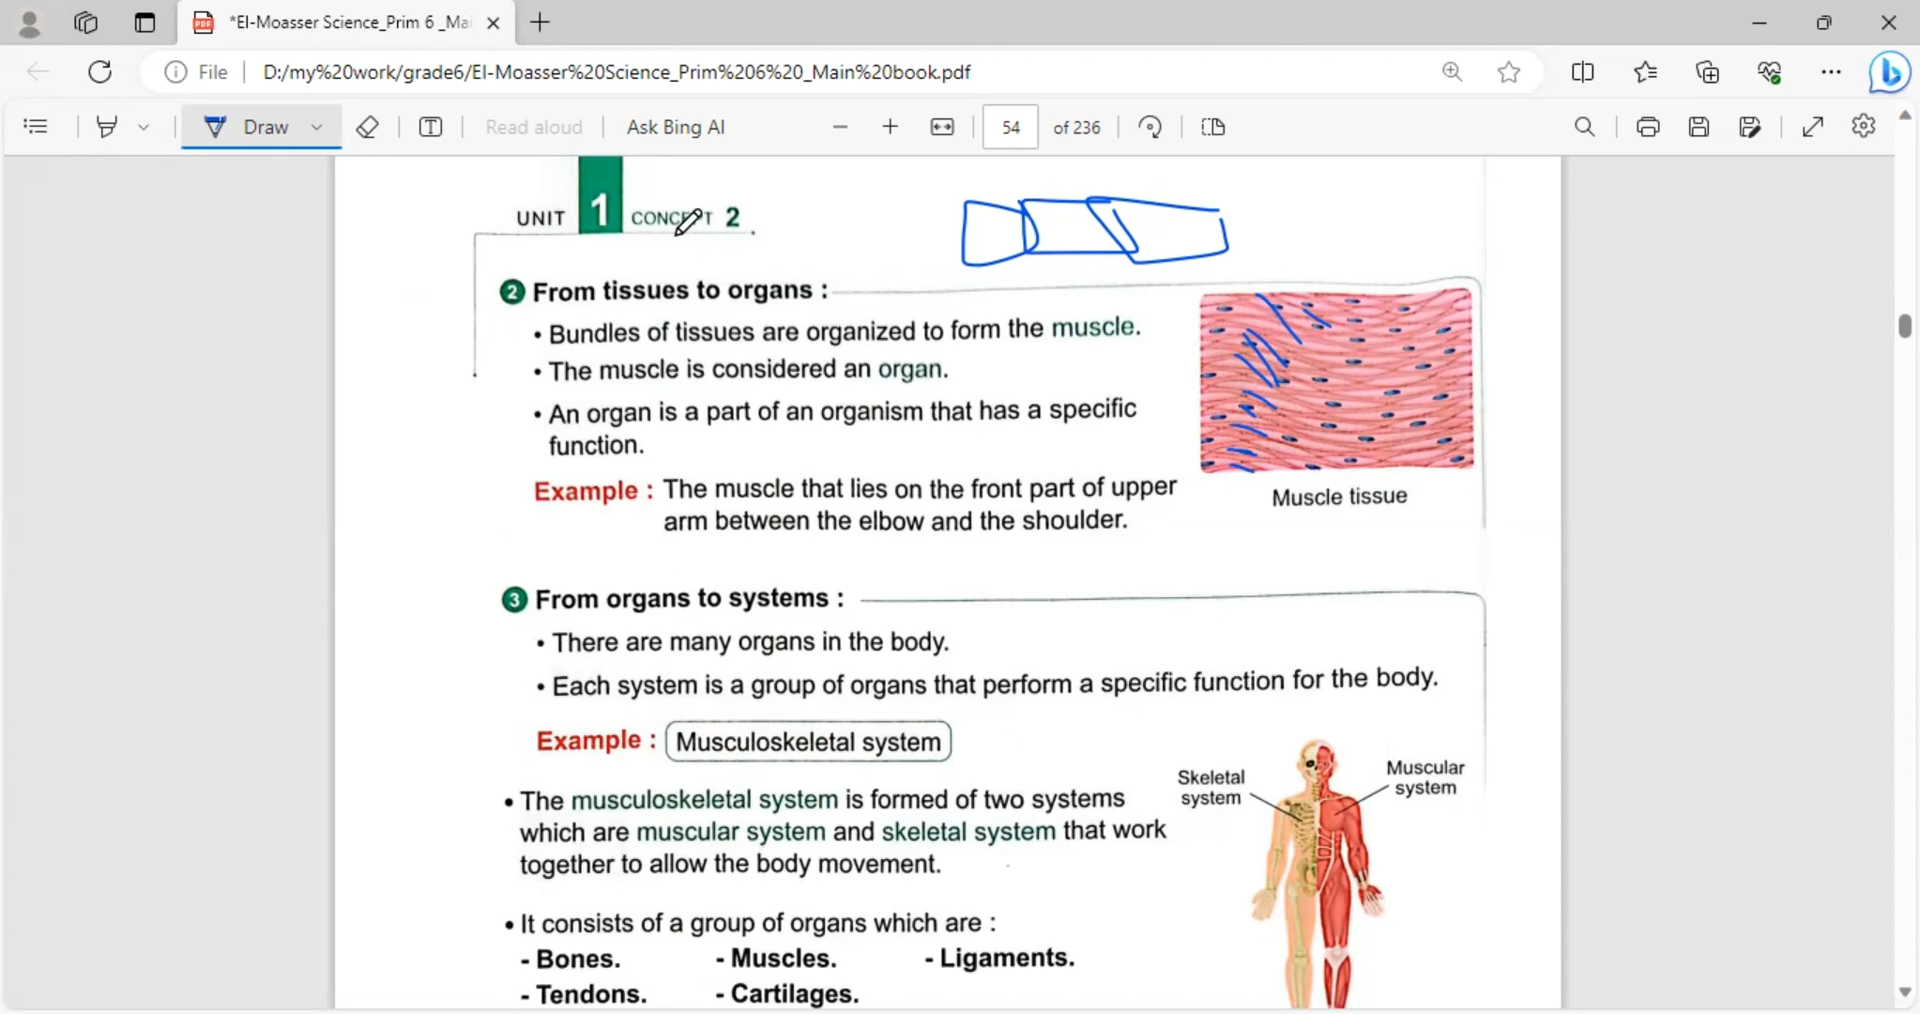 *El-Moasser Science_Prim 6 _Mai
File
D:/my%20work/grade6/El-Moasser%20Science_Prim%206%20_Main%20book.pdf
Draw
Read aloud
Ask Bing AI
54
of 236
UNIT 1 CONCEPT 2
2 From tissues to organs :
• Bundles of tissues are organized to form the muscle.
• The muscle is considered an organ.
• An organ is a part of an organism that has a specific
function.
Example : The muscle that lies on the front part of upper
arm between the elbow and the shoulder.
Muscle tissue
3 From organs to systems :
• There are many organs in the body.
• Each system is a group of organs that perform a specific function for the body.
Example : Musculoskeletal system
• The musculoskeletal system is formed of two systems
which are muscular system and skeletal system that work
together to allow the body movement.
Skeletal
system
Muscular
system
• It consists of a group of organs which are :
- Bones. - Muscles. - Ligaments.
- Tendons. - Cartilages.